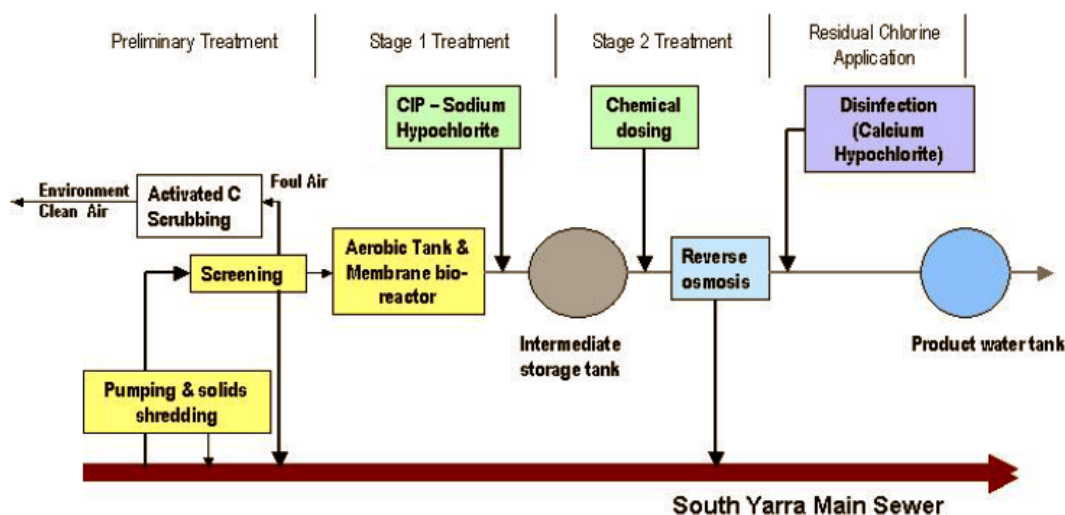 Preliminary Treatment
Stage 1 Treatment
Stage 2 Treatment
Residual Chlorine
Application
CIP – Sodium
Hypochlorite
Chemical
dosing
Disinfection
(Calcium
Hypochlorite)
Environment
Clean Air
Activated C
Scrubbing
Foul Air
Screening
Aerobic Tank &
Membrane bio-
reactor
Reverse
osmosis
Intermediate
storage tank
Product water tank
Pumping & solids
shredding
South Yarra Main Sewer